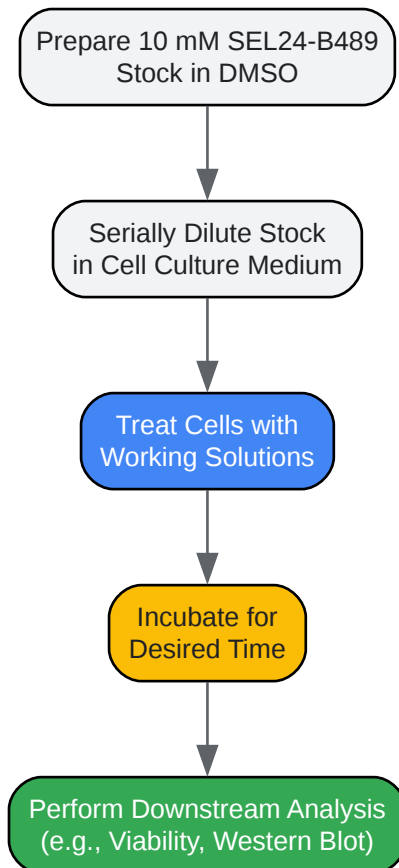 Prepare 10 mM SEL24-B489
Stock in DMSO
Serially Dilute Stock
in Cell Culture Medium
Treat Cells with
Working Solutions
Incubate for
Desired Time
Perform Downstream Analysis
(e.g., Viability, Western Blot)